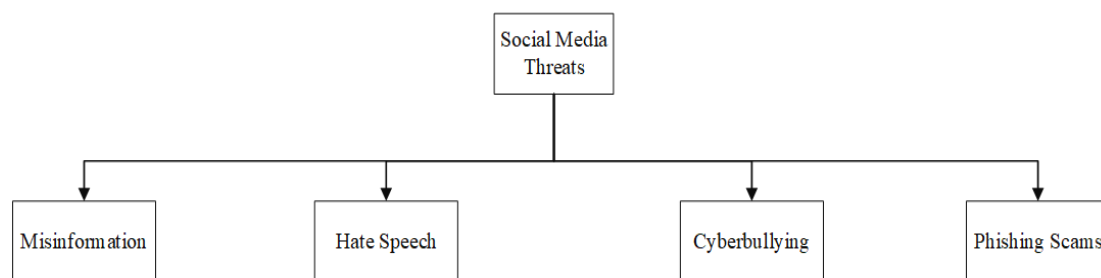 Social Media
Threats
Misinformation
Hate Speech
Cyberbullying
Phishing Scams